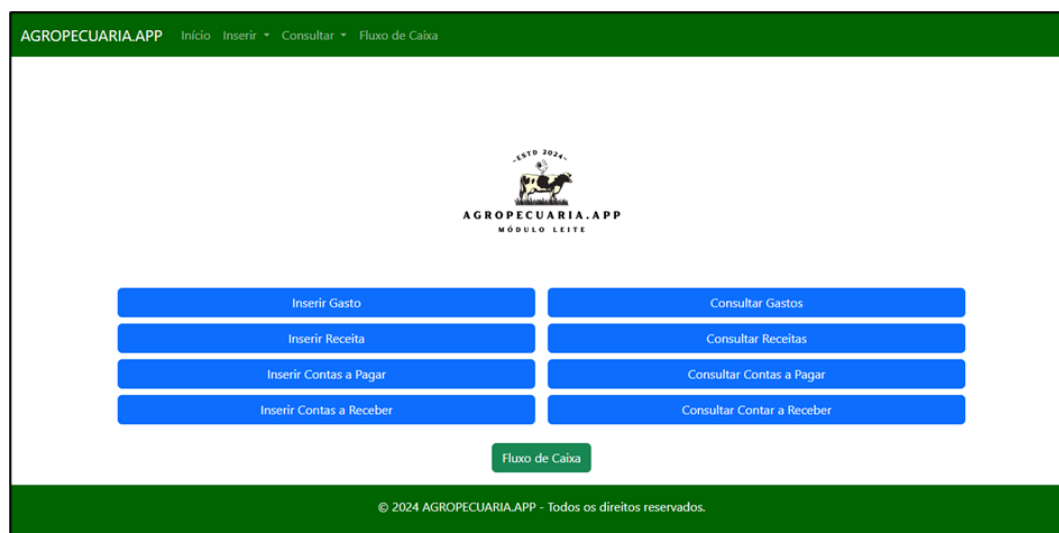 AGROPECUARIA.APP Início Inserir Consultar Fluxo de Caixa
-ESTD 2024-
AGROPECUARIA.APP
MÓDULO LEITE
Inserir Gasto Consultar Gastos
Inserir Receita Consultar Receitas
Inserir Contas a Pagar Consultar Contas a Pagar
Inserir Contas a Receber Consultar Contar a Receber
Fluxo de Caixa
© 2024 AGROPECUARIA.APP - Todos os direitos reservados.